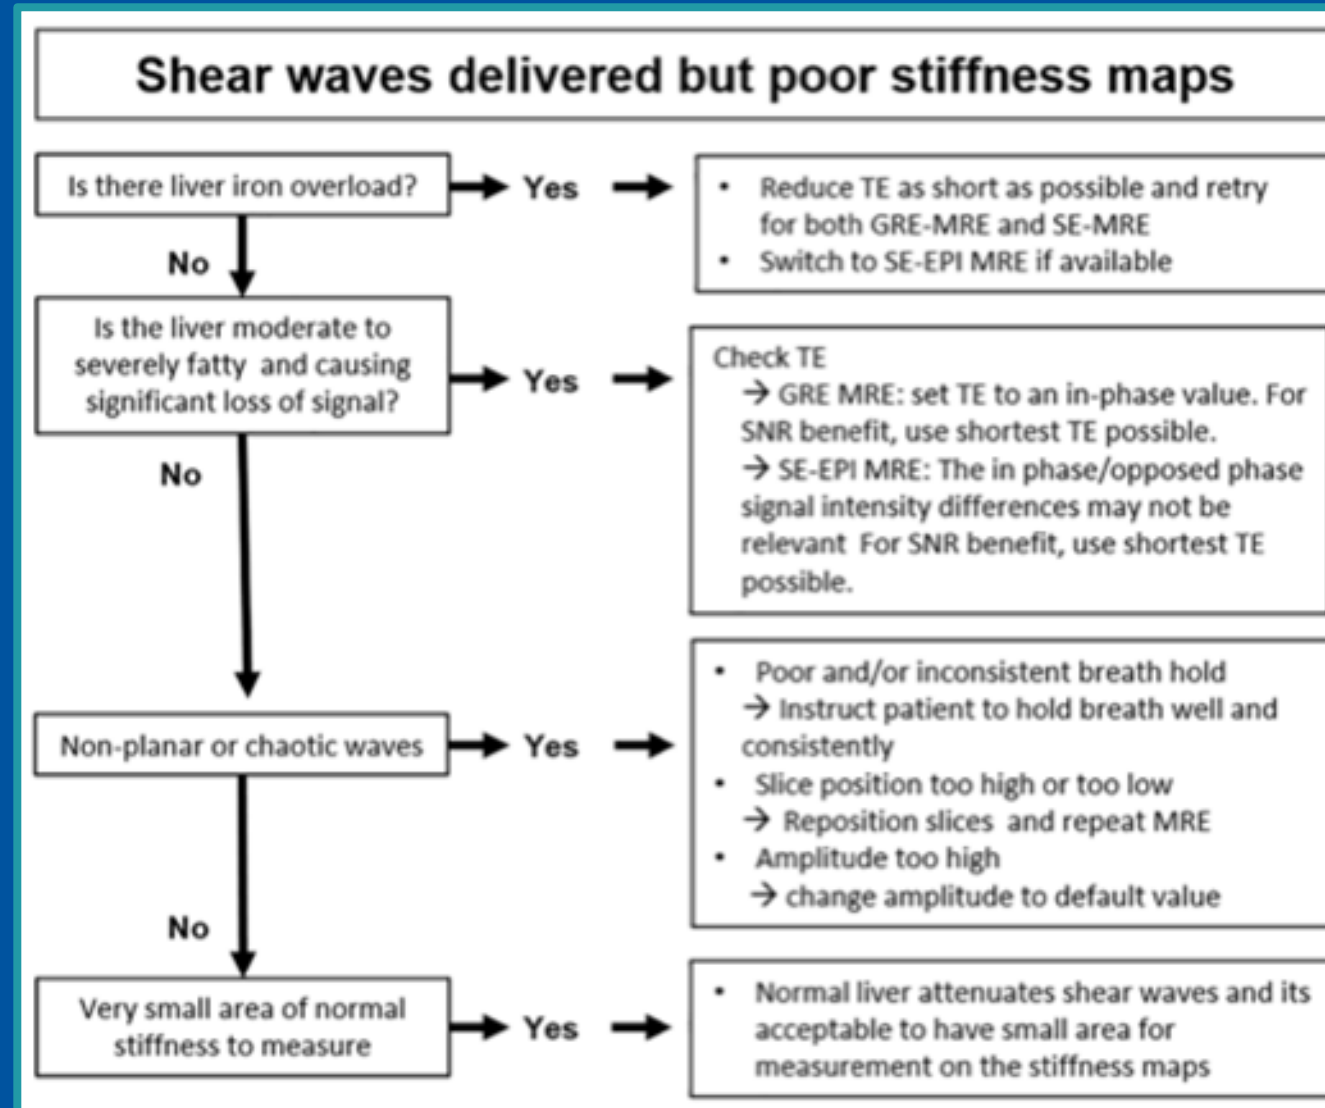 Shear waves delivered but poor stiffness maps
Is there liver iron overload?
Yes
• Reduce TE as short as possible and retry
for both GRE-MRE and SE-MRE
• Switch to SE-EPI MRE if available
No
Is the liver moderate to
severely fatty and causing
significant loss of signal?
Yes
Check TE
→ GRE MRE: set TE to an in-phase value. For
SNR benefit, use shortest TE possible.
→ SE-EPI MRE: The in phase/opposed phase
signal intensity differences may not be
relevant For SNR benefit, use shortest TE
possible.
No
Non-planar or chaotic waves
Yes
• Poor and/or inconsistent breath hold
→ Instruct patient to hold breath well and
consistently
• Slice position too high or too low
→ Reposition slices and repeat MRE
• Amplitude too high
→ change amplitude to default value
No
Very small area of normal
stiffness to measure
Yes
• Normal liver attenuates shear waves and its
acceptable to have small area for
measurement on the stiffness maps